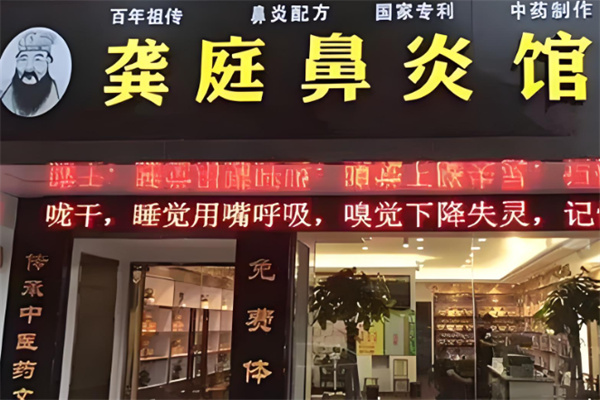 百年祖传 鼻炎配方 国家专利 中药制作
龚庭鼻炎馆
咙干，睡觉用嘴呼吸，嗅觉下降失灵，记
传承中医药文
免费体